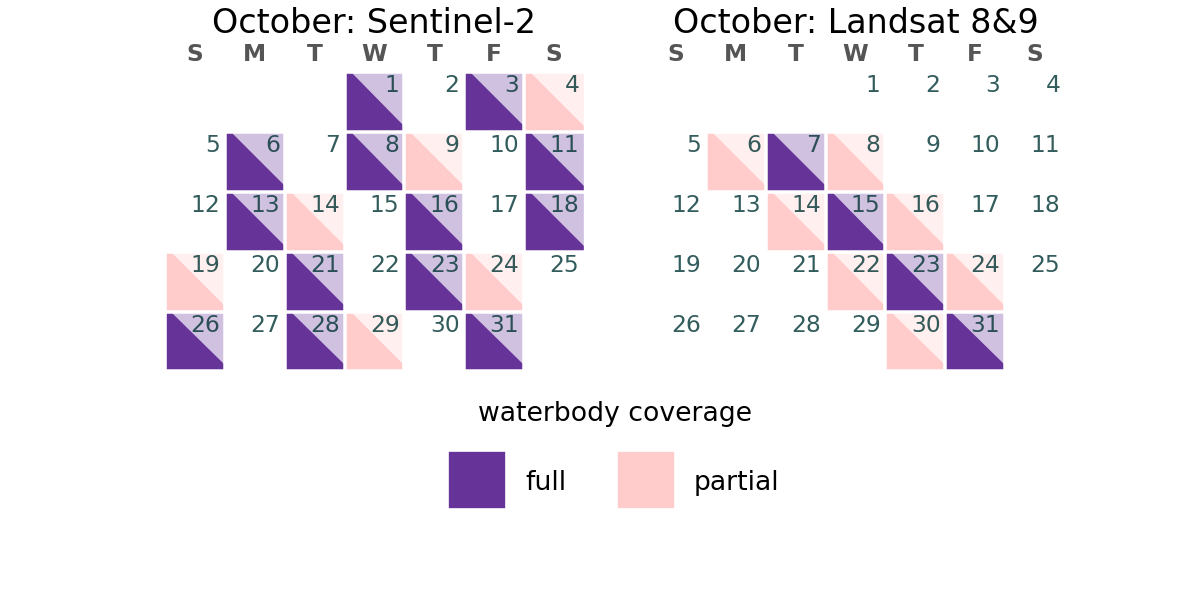 October: Sentinel-2
S M T W T F S
1 2 3 4
5 6 7 8 9 10 11
12 13 14 15 16 17 18
19 20 21 22 23 24 25
26 27 28 29 30 31
October: Landsat 8&9
S M T W T F S
1 2 3 4
5 6 7 8 9 10 11
12 13 14 15 16 17 18
19 20 21 22 23 24 25
26 27 28 29 30 31
waterbody coverage
full
partial